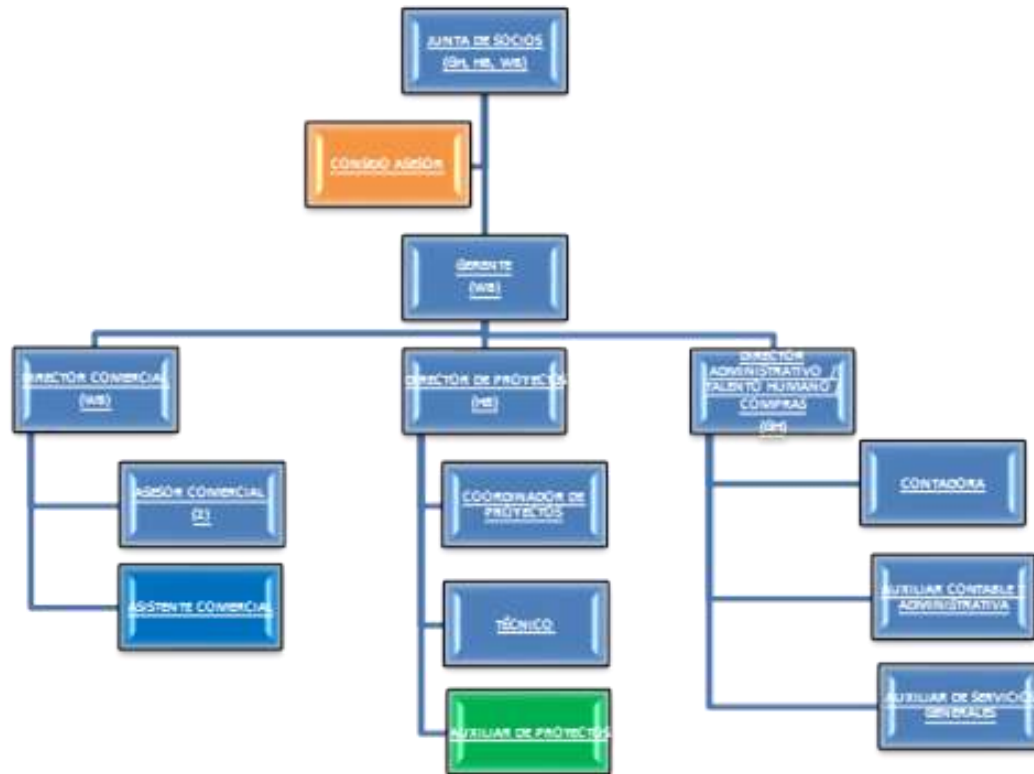 JUNTA DE SOCIOS
(GH, HB, WB)
CONSEJO ASESOR
GERENTE
(WB)
DIRECTOR COMERCIAL
(WB)
ASESOR COMERCIAL
(2)
ASISTENTE COMERCIAL
DIRECTOR DE PROYECTOS
(HB)
COORDINADOR DE
PROYECTOS
TÉCNICO
AUXILIAR DE PROYECTOS
DIRECTOR
ADMINISTRATIVO /
TALENTO HUMANO /
COMPRAS
(GH)
CONTADORA
AUXILIAR CONTABLE Y
ADMINISTRATIVA
AUXILIAR DE SERVICIOS
GENERALES